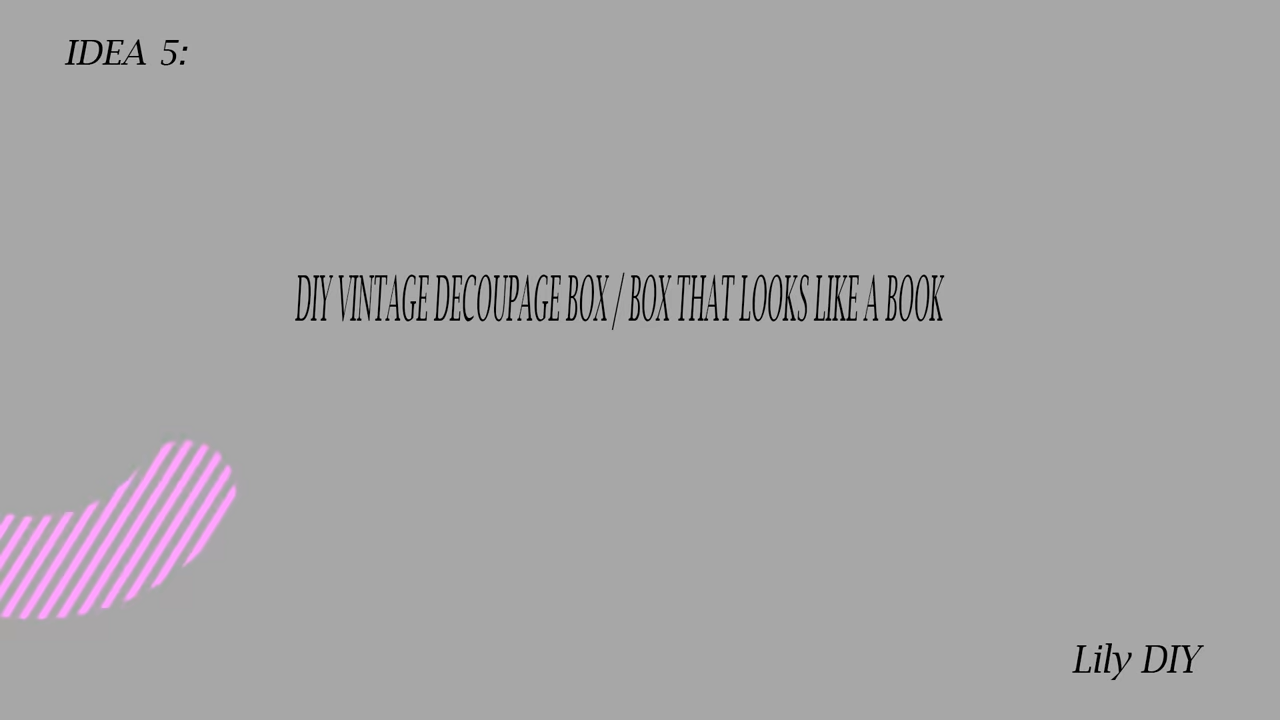 IDEA 5:
DIY VINTAGE DECOUPAGE BOX / BOX THAT LOOKS LIKE A BOOK
Lily DIY